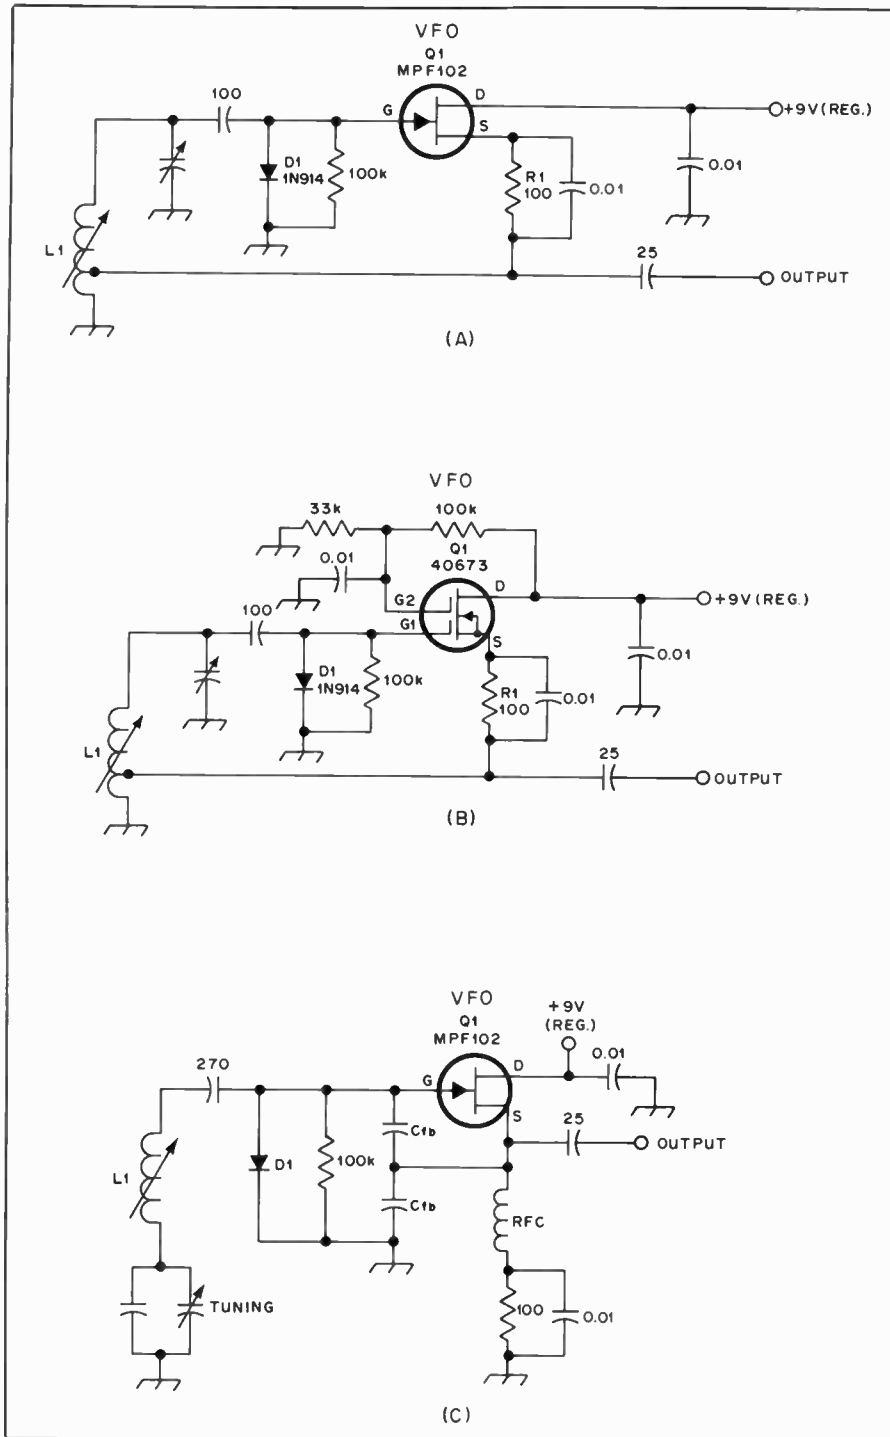 VFO
Q1
MPF102
100
G
D
S
+9V(REG.)
D1
1N914
100k
R1
100
0.01
0.01
L1
25
OUTPUT
(A)
VFO
33k
100k
Q1
40673
0.01
D
G2
G1
S
+9V(REG.)
100
D1
1N914
100k
R1
100
0.01
0.01
L1
25
OUTPUT
(B)
VFO
Q1
MPF102
+9V
(REG.)
0.01
270
G
D
S
25
OUTPUT
L1
D1
100k
Cfb
Cfb
RFC
TUNING
100
0.01
(C)